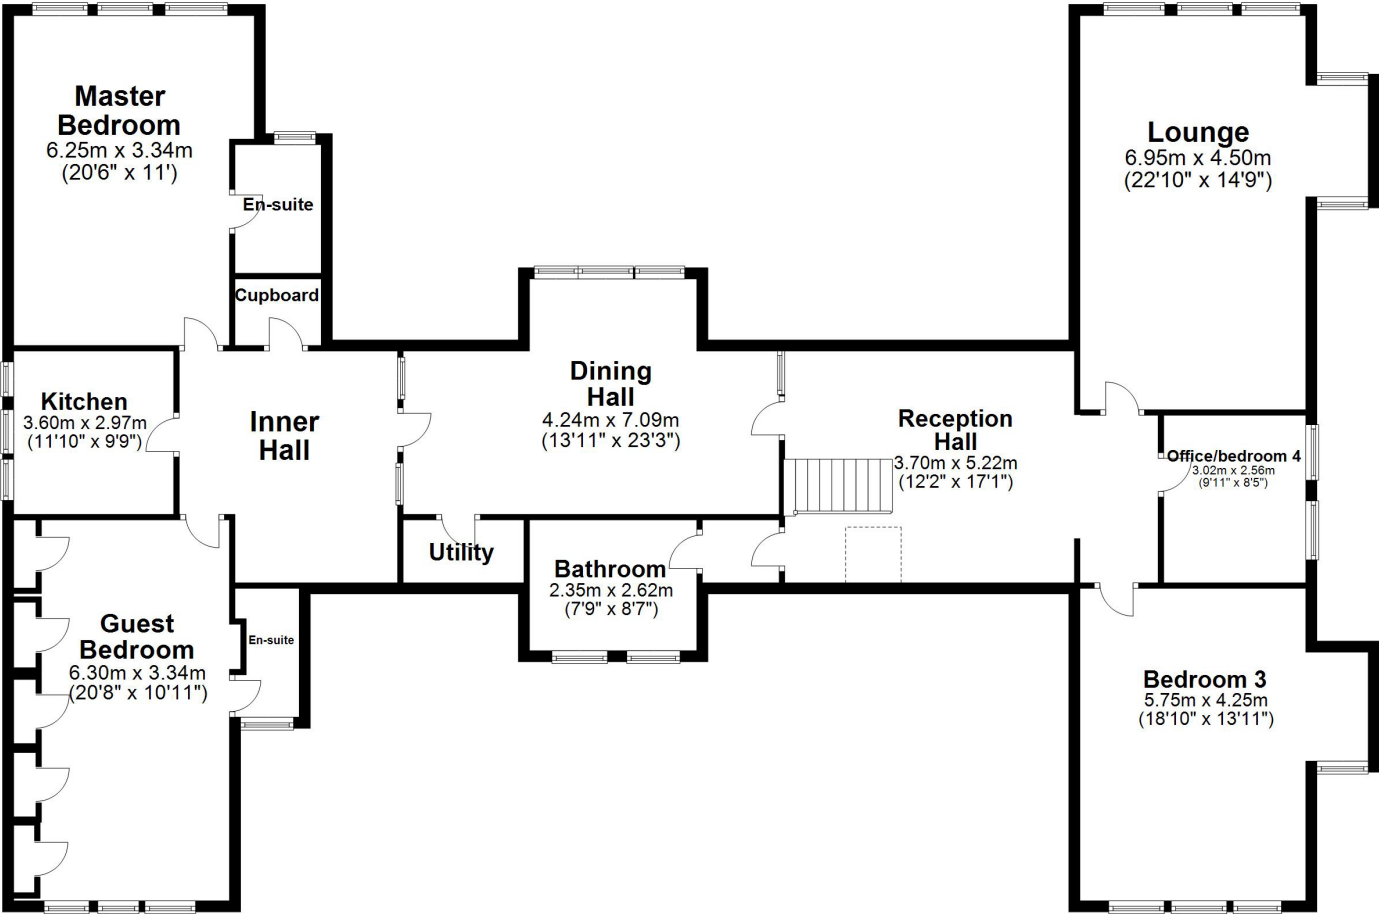 Master
Bedroom
6.25m x 3.34m
(20'6" x 11')
En-suite
Cupboard
Lounge
6.95m x 4.50m
(22'10" x 14'9")
Kitchen
3.60m x 2.97m
(11'10" x 9'9")
Inner
Hall
Dining
Hall
4.24m x 7.09m
(13'11" x 23'3")
Reception
Hall
3.70m x 5.22m
(12'2" x 17'1")
Office/bedroom 4
3.02m x 2.56m
(9'11" x 8'5")
Utility
Bathroom
2.35m x 2.62m
(7'9" x 8'7")
Guest
Bedroom
6.30m x 3.34m
(20'8" x 10'11")
En-suite
Bedroom 3
5.75m x 4.25m
(18'10" x 13'11")